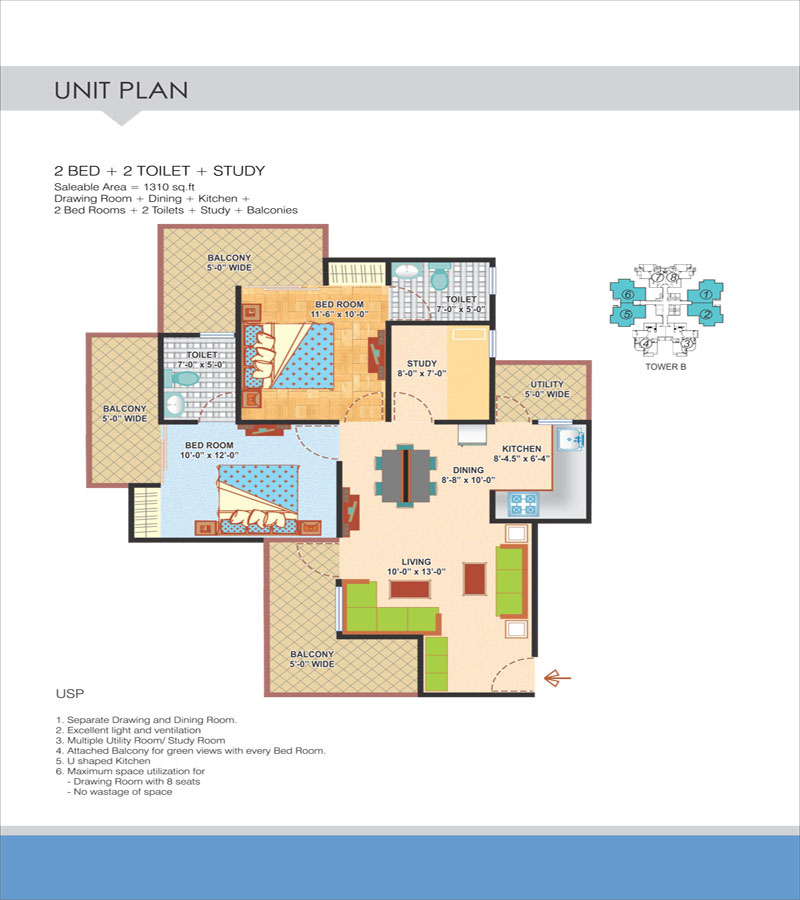 UNIT PLAN
2 BED + 2 TOILET + STUDY
Saleable Area = 1310 sq.ft
Drawing Room + Dining + Kitchen +
2 Bed Rooms + 2 Toilets + Study + Balconies
BALCONY
5'-0" WIDE
BED ROOM
11'-6" x 10'-0"
TOILET
7'-0" x 5'-0"
TOILET
7'-0" x 5'-0"
STUDY
8'-0" x 7'-0"
UTILITY
5'-0" WIDE
BALCONY
5'-0" WIDE
BED ROOM
10'-0" x 12'-0"
KITCHEN
8'-4.5" x 6'-4"
DINING
8'-8" x 10'-0"
LIVING
10'-0" x 13'-0"
BALCONY
5'-0" WIDE
7 8
6 1
5 2
4 3
TOWER B
USP
1. Separate Drawing and Dining Room.
2. Excellent light and ventilation
3. Multiple Utility Room/ Study Room
4. Attached Balcony for green views with every Bed Room.
5. U shaped Kitchen
6. Maximum space utilization for
- Drawing Room with 8 seats
- No wastage of space